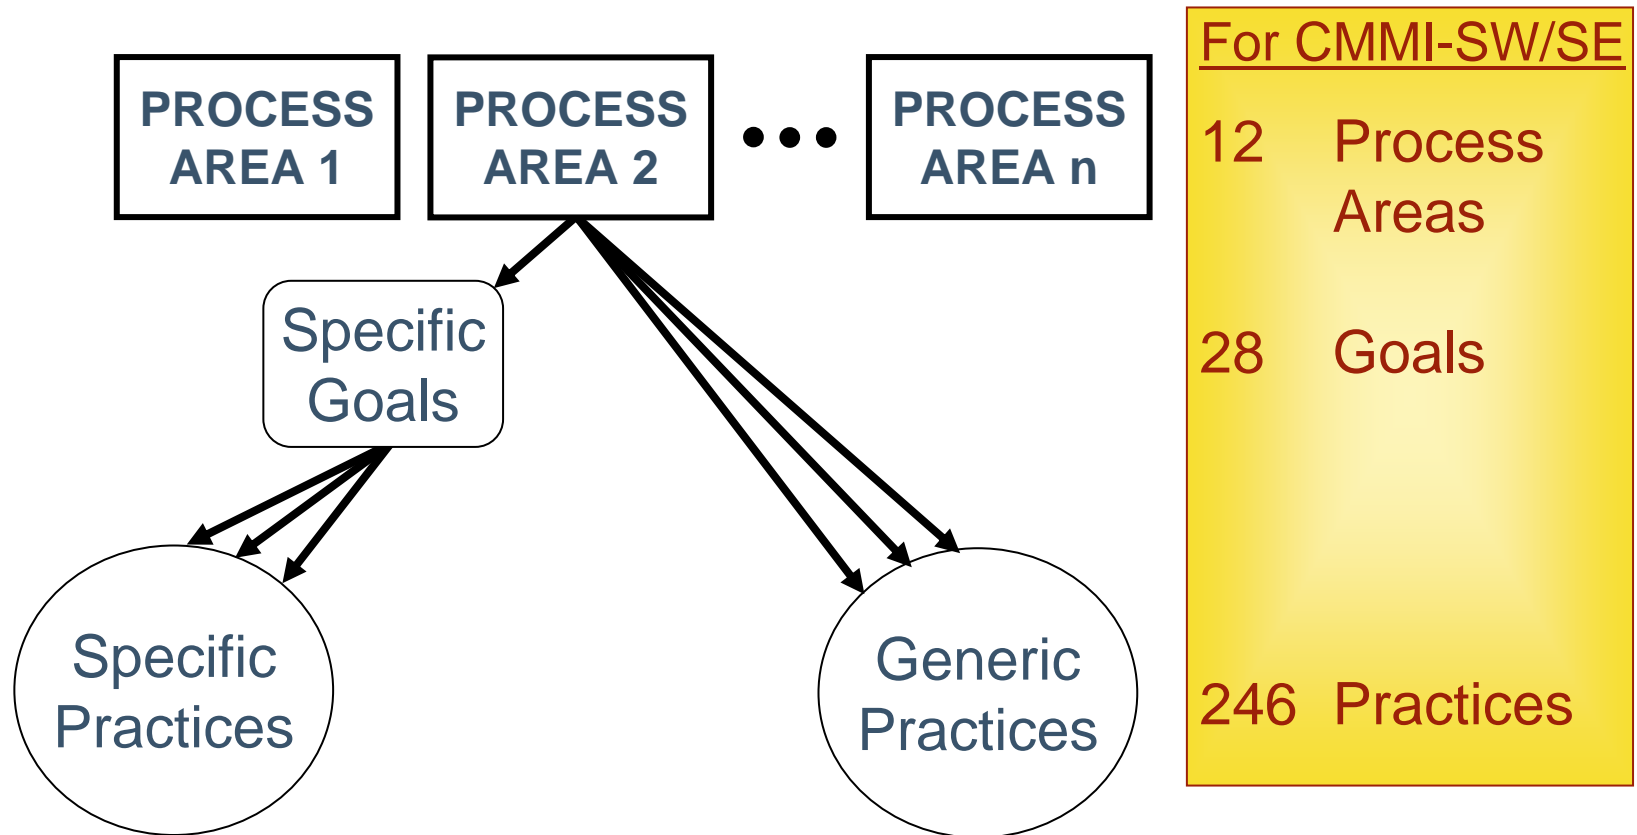 PROCESS
AREA 1
PROCESS
AREA 2
PROCESS
AREA n
Specific
Goals
Specific
Practices
Generic
Practices
For CMMI-SW/SE
12 Process
Areas
28 Goals
246 Practices